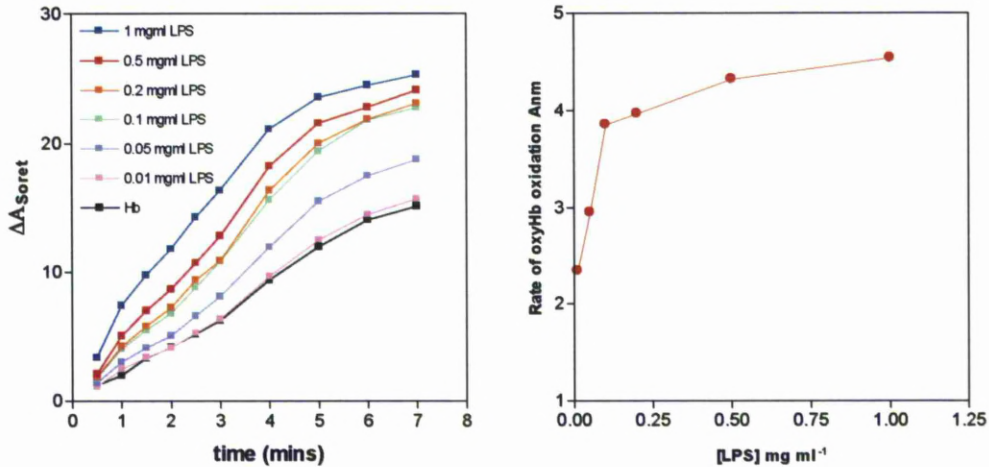 30
20
10
0
ΔA Soret
1 mgml LPS
0.5 mgml LPS
0.2 mgml LPS
0.1 mgml LPS
0.05 mgml LPS
0.01 mgml LPS
Hb
0 1 2 3 4 5 6 7 8
time (mins)
5
4
3
2
1
Rate of oxyHb oxidation Anm
0.00 0.25 0.50 0.75 1.00 1.25
[LPS] mg ml⁻¹